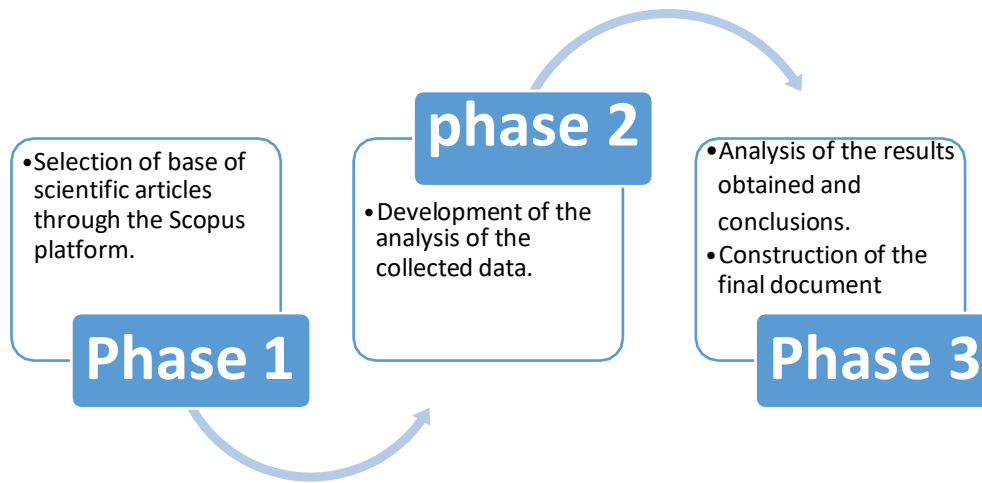 •Selection of base of
scientific articles
through the Scopus
platform.
Phase 1
phase 2
•Development of the
analysis of the
collected data.
•Analysis of the results
obtained and
conclusions.
•Construction of the
final document
Phase 3